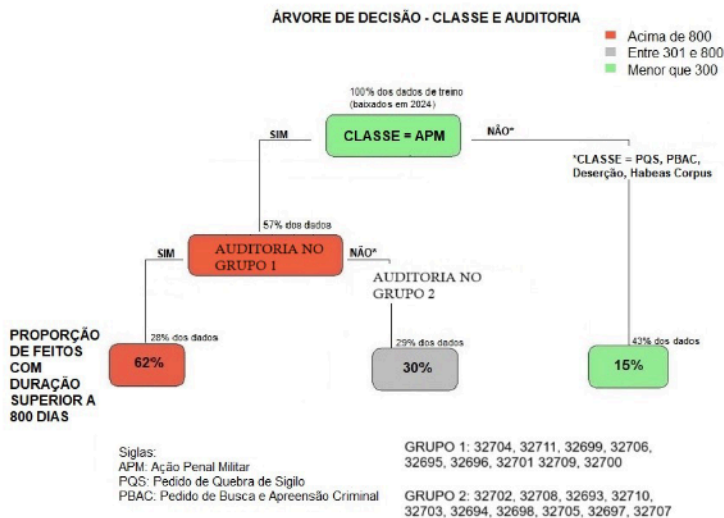 ÁRVORE DE DECISÃO - CLASSE E AUDITORIA
Acima de 800
Entre 301 e 800
Menor que 300
100% dos dados de treino
(baixados em 2024)
SIM
CLASSE = APM
NÃO*
*CLASSE = PQS, PBAC,
Deserção, Habeas Corpus
57% dos dados
SIM
AUDITORIA NO
GRUPO 1
NÃO*
AUDITORIA NO
GRUPO 2
PROPORÇÃO
DE FEITOS
COM
DURAÇÃO
SUPERIOR A
800 DIAS
28% dos dados
62%
29% dos dados
30%
43% dos dados
15%
Siglas:
APM: Ação Penal Militar
PQS: Pedido de Quebra de Sigilo
PBAC: Pedido de Busca e Apreensão Criminal
GRUPO 1: 32704, 32711, 32699, 32706,
32695, 32696, 32701 32709, 32700
GRUPO 2: 32702, 32708, 32693, 32710,
32703, 32694, 32698, 32705, 32697, 32707